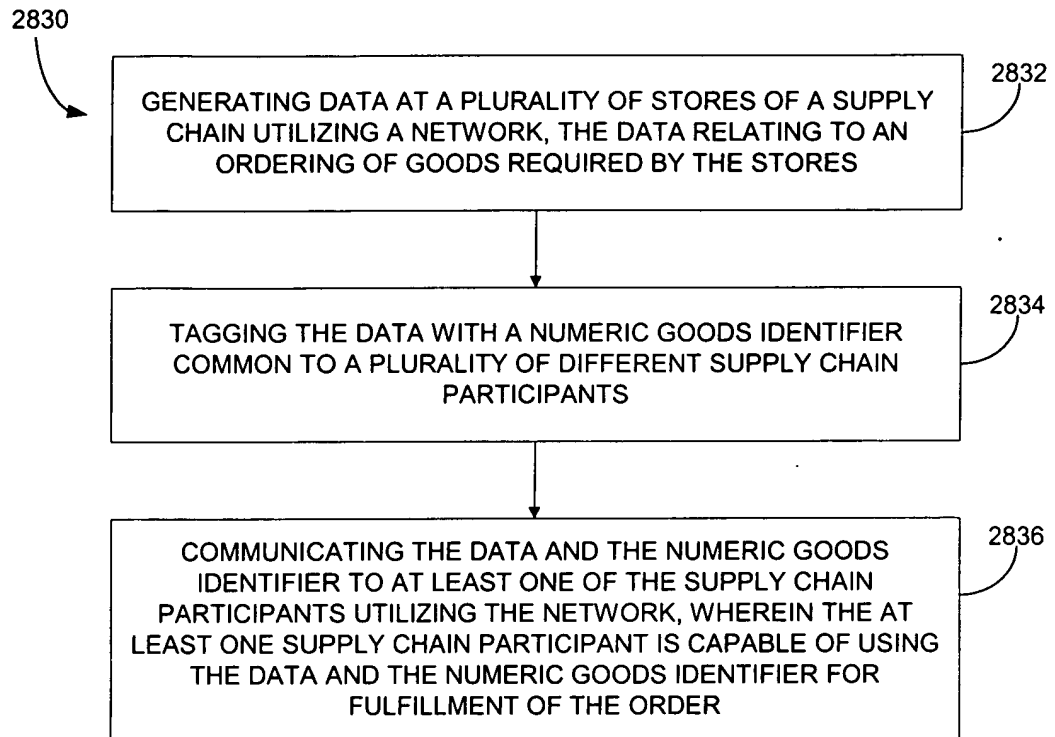 2830
2832
GENERATING DATA AT A PLURALITY OF STORES OF A SUPPLY
CHAIN UTILIZING A NETWORK, THE DATA RELATING TO AN
ORDERING OF GOODS REQUIRED BY THE STORES
2834
TAGGING THE DATA WITH A NUMERIC GOODS IDENTIFIER
COMMON TO A PLURALITY OF DIFFERENT SUPPLY CHAIN
PARTICIPANTS
2836
COMMUNICATING THE DATA AND THE NUMERIC GOODS
IDENTIFIER TO AT LEAST ONE OF THE SUPPLY CHAIN
PARTICIPANTS UTILIZING THE NETWORK, WHEREIN THE AT
LEAST ONE SUPPLY CHAIN PARTICIPANT IS CAPABLE OF USING
THE DATA AND THE NUMERIC GOODS IDENTIFIER FOR
FULFILLMENT OF THE ORDER